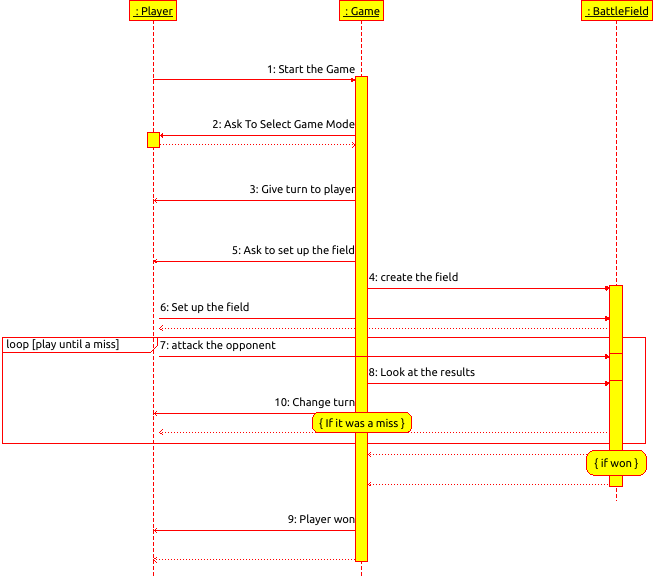 : Player
: Game
: BattleField
1: Start the Game
2: Ask To Select Game Mode
3: Give turn to player
5: Ask to set up the field
4: create the field
6: Set up the field
loop [play until a miss]
7: attack the opponent
8: Look at the results
10: Change turn
{ If it was a miss }
{ if won }
9: Player won